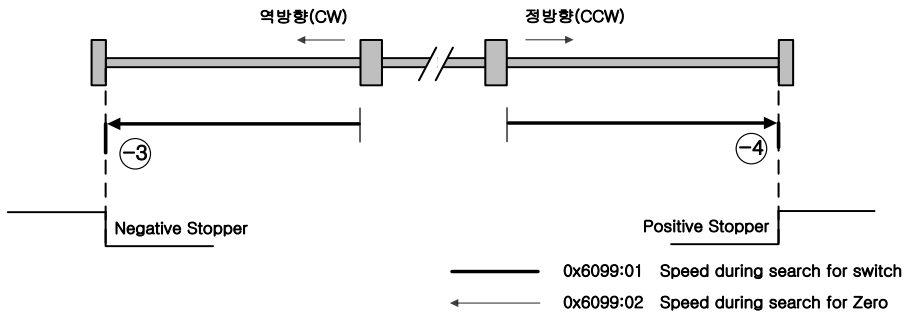 역방향(CW)
정방향(CCW)
-3
-4
Negative Stopper
Positive Stopper
0x6099:01 Speed during search for switch
0x6099:02 Speed during search for Zero